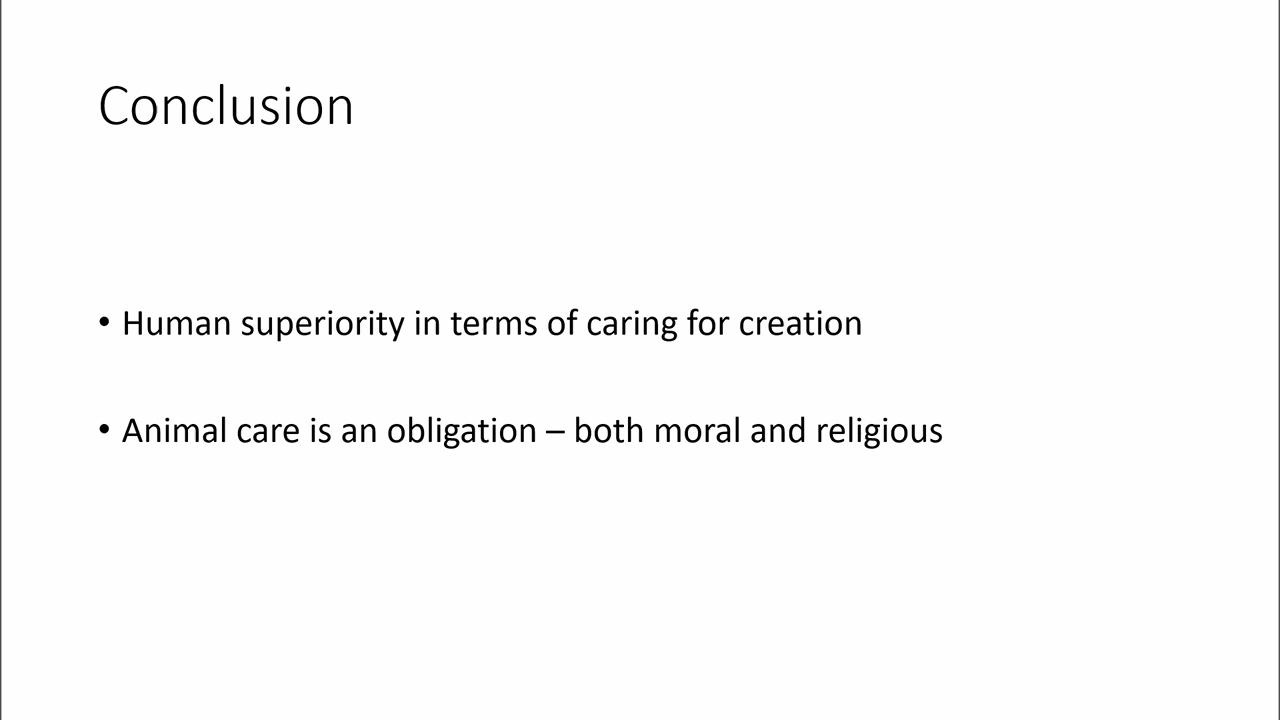 Conclusion
• Human superiority in terms of caring for creation
• Animal care is an obligation – both moral and religious